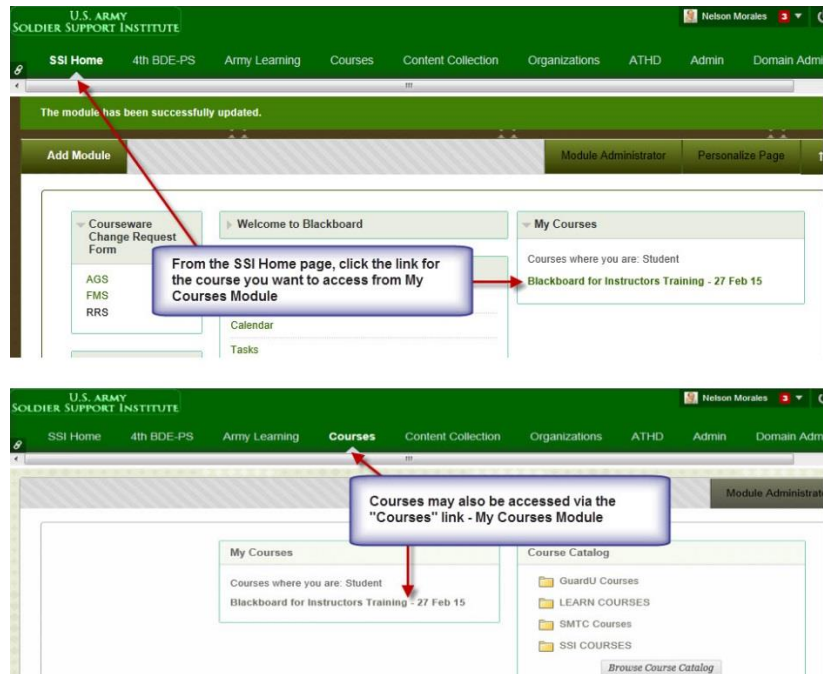 U.S. ARMY
SOLDIER SUPPORT INSTITUTE
Nelson Morales 3
SSI Home 4th BDE-PS Army Learning Courses Content Collection Organizations ATHD Admin Domain Admi
The module has been successfully updated.
Add Module Module Administrator Personalize Page
Courseware
Change Request
Form
AGS
FMS
RRS
Welcome to Blackboard
From the SSI Home page, click the link for
the course you want to access from My
Courses Module
Calendar
Tasks
My Courses
Courses where you are: Student
Blackboard for Instructors Training - 27 Feb 15
U.S. ARMY
SOLDIER SUPPORT INSTITUTE
Nelson Morales 3
SSI Home 4th BDE-PS Army Learning Courses Content Collection Organizations ATHD Admin Domain Adm
Module Administrat
Courses may also be accessed via the
"Courses" link - My Courses Module
My Courses
Courses where you are: Student
Blackboard for Instructors Training - 27 Feb 15
Course Catalog
GuardU Courses
LEARN COURSES
SMTC Courses
SSI COURSES
Browse Course Catalog